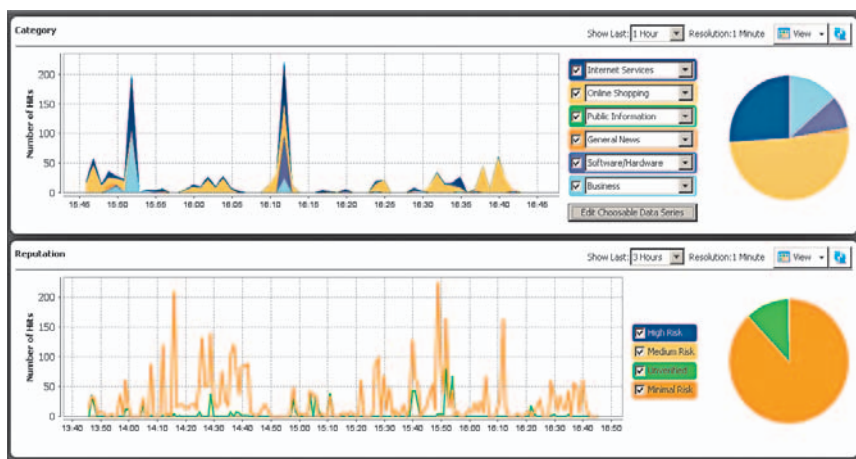 Category
Show Last: 1 Hour Resolution:1 Minute View
Number of Hits
200
150
100
50
0
15:45 15:50 15:55 16:00 16:05 16:10 16:15 16:20 16:25 16:30 16:35 16:40 16:45
Internet Services
Online Shopping
Public Information
General News
Software/Hardware
Business
Edit Choosable Data Series
Reputation
Show Last: 3 Hours Resolution:1 Minute View
Number of Hits
200
150
100
50
0
13:40 13:50 14:00 14:10 14:20 14:30 14:40 14:50 15:00 15:10 15:20 15:30 15:40 15:50 16:00 16:10 16:20 16:30 16:40 16:50
High Risk
Medium Risk
Unverified
Minimal Risk